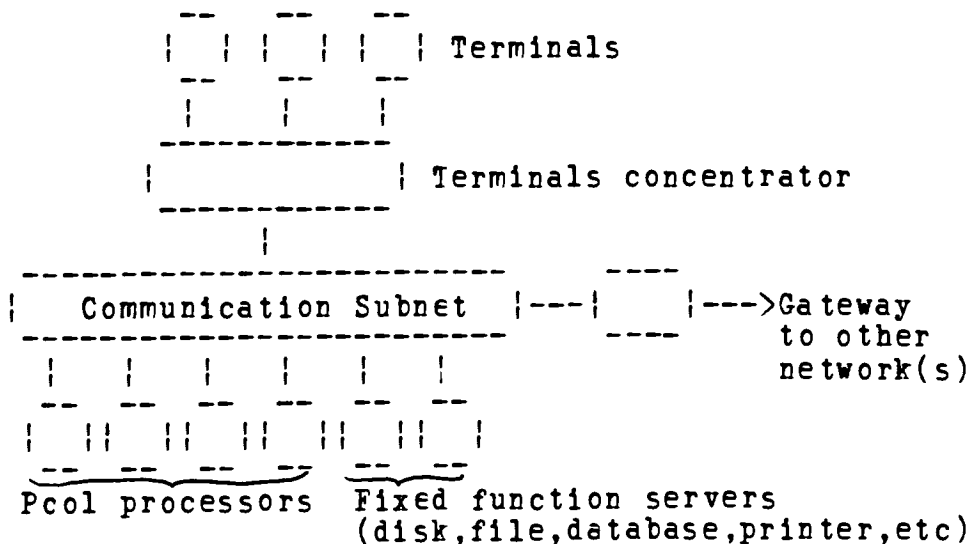 Terminals
Terminals concentrator
Communication Subnet
Gateway
to other
network(s)
Pcol processors
Fixed function servers
(disk,file,database,printer,etc)